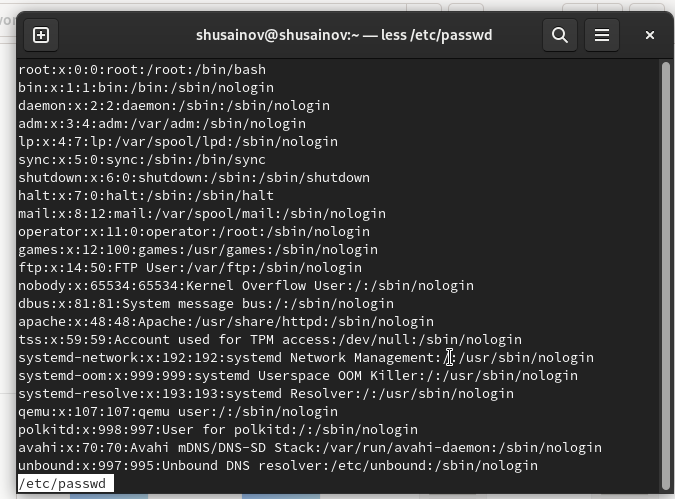 shusainov@shusainov:~ — less /etc/passwd
root:x:0:0:root:/root:/bin/bash
bin:x:1:1:bin:/bin:/sbin/nologin
daemon:x:2:2:daemon:/sbin:/sbin/nologin
adm:x:3:4:adm:/var/adm:/sbin/nologin
lp:x:4:7:lp:/var/spool/lpd:/sbin/nologin
sync:x:5:0:sync:/sbin:/bin/sync
shutdown:x:6:0:shutdown:/sbin:/sbin/shutdown
halt:x:7:0:halt:/sbin:/sbin/halt
mail:x:8:12:mail:/var/spool/mail:/sbin/nologin
operator:x:11:0:operator:/root:/sbin/nologin
games:x:12:100:games:/usr/games:/sbin/nologin
ftp:x:14:50:FTP User:/var/ftp:/sbin/nologin
nobody:x:65534:65534:Kernel Overflow User:/:/sbin/nologin
dbus:x:81:81:System message bus:/:/sbin/nologin
apache:x:48:48:Apache:/usr/share/httpd:/sbin/nologin
tss:x:59:59:Account used for TPM access:/dev/null:/sbin/nologin
systemd-network:x:192:192:systemd Network Management:/:/usr/sbin/nologin
systemd-oom:x:999:999:systemd Userspace OOM Killer:/:/usr/sbin/nologin
systemd-resolve:x:193:193:systemd Resolver:/:/usr/sbin/nologin
qemu:x:107:107:qemu user:/:/sbin/nologin
polkitd:x:998:997:User for polkitd:/:/sbin/nologin
avahi:x:70:70:Avahi mDNS/DNS-SD Stack:/var/run/avahi-daemon:/sbin/nologin
unbound:x:997:995:Unbound DNS resolver:/etc/unbound:/sbin/nologin
/etc/passwd